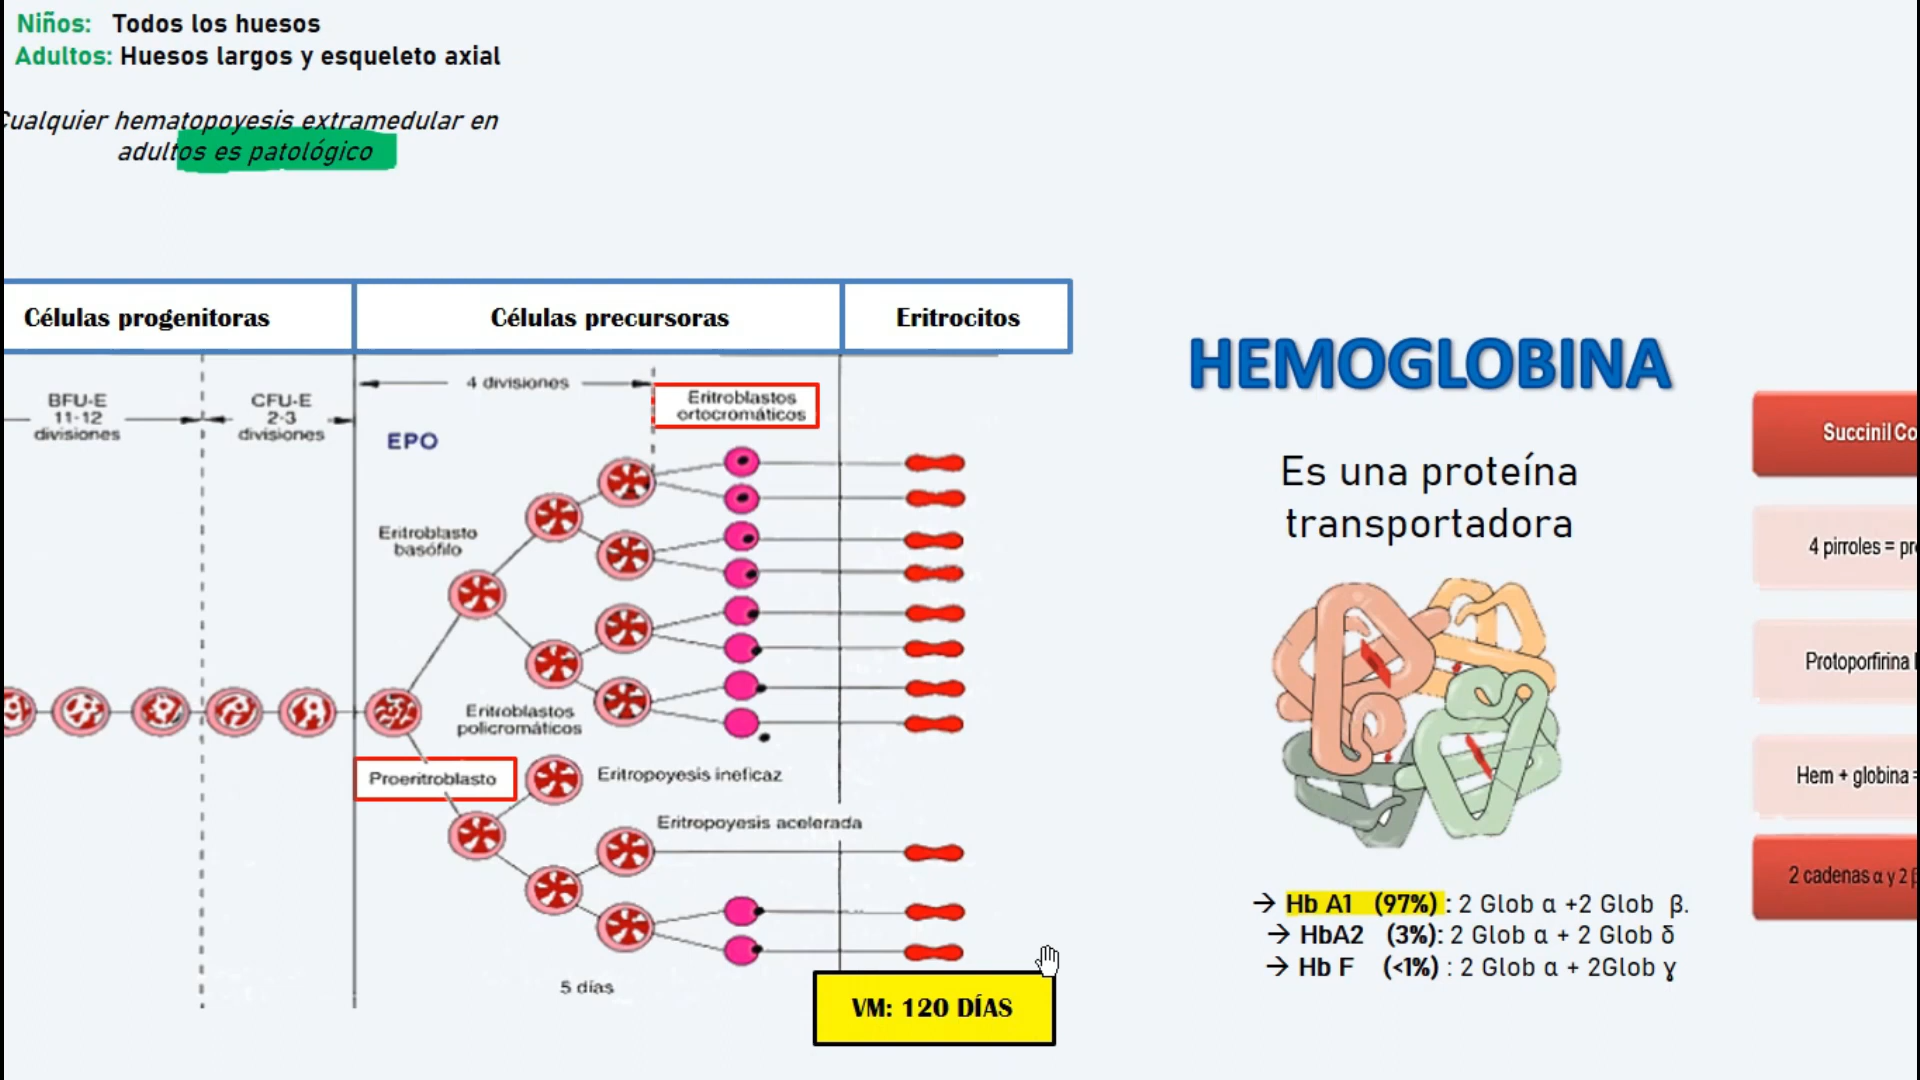 Niños: Todos los huesos
Adultos: Huesos largos y esqueleto axial
Cualquier hematopoyesis extramedular en
adultos es patológico
Células progenitoras
Células precursoras
Eritrocitos
BFU-E
11-12
divisiones
CFU-E
2-3
divisiones
4 divisiones
Eritroblastos
ortocromáticos
EPO
Eritroblasto
basófilo
Eritroblastos
policromáticos
Proeritroblasto
Eritropoyesis ineficaz
Eritropoyesis acelerada
5 días
VM: 120 DÍAS
HEMOGLOBINA
Es una proteína
transportadora
→ Hb A1 (97%) : 2 Glob α +2 Glob β.
→ HbA2 (3%): 2 Glob α + 2 Glob δ
→ Hb F (<1%) : 2 Glob α + 2Glob ɣ
Succinil Co
4 pirroles = pr
Protoporfirina
Hem + globina =
2 cadenas α y 2 β